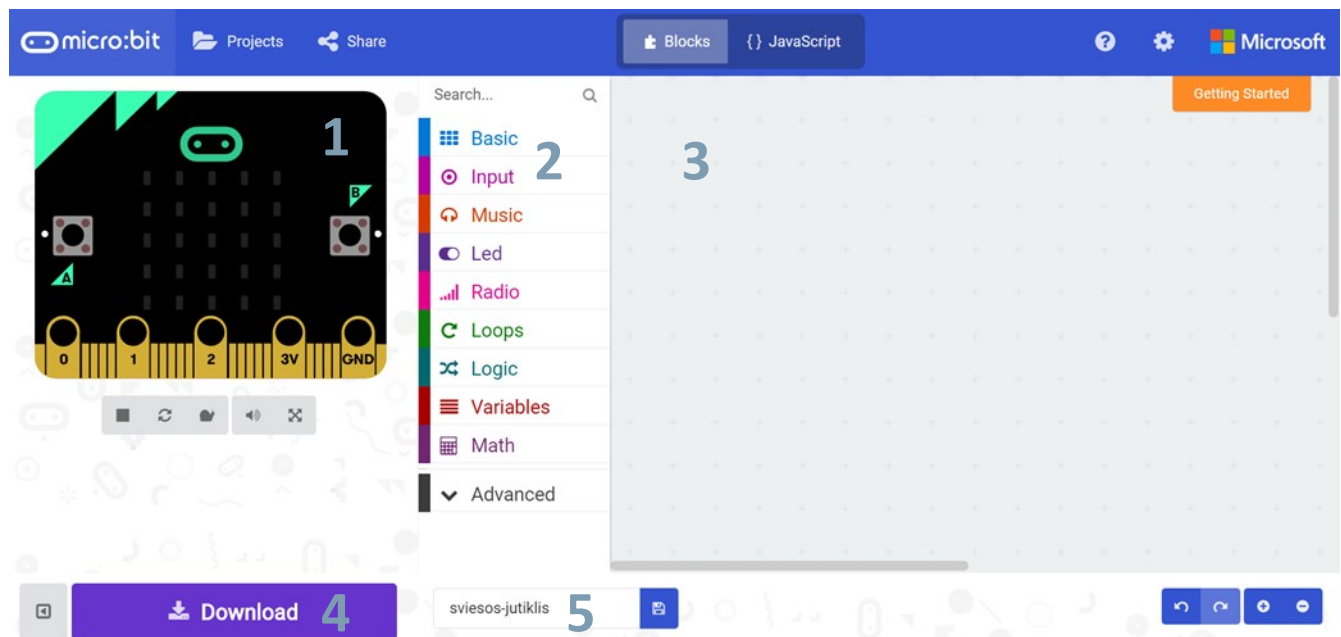 micro:bit Projects Share Blocks {} JavaScript ? Microsoft
Search...
Getting Started
1
2
3
Basic
Input
Music
Led
Radio
Loops
Logic
Variables
Math
Advanced
B
A
0 1 2 3V GND
Download 4
sviesos-jutiklis 5